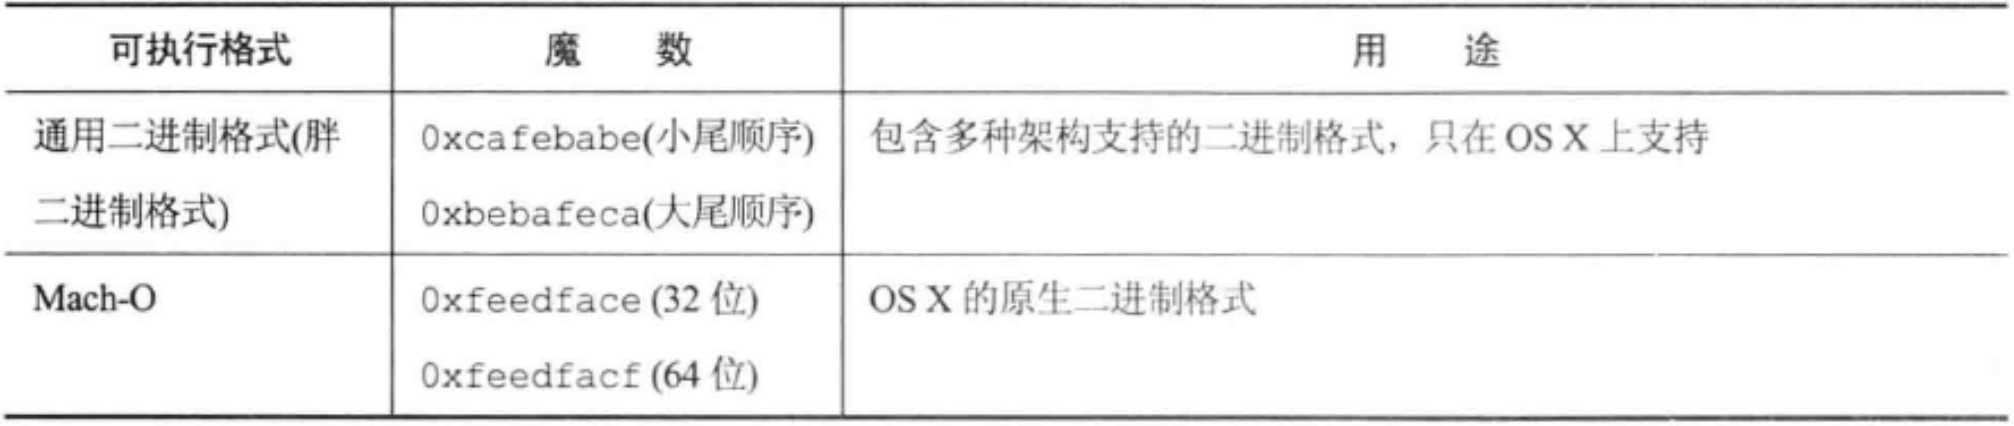 可执行格式 魔数 用途
通用二进制格式(胖 0xcafebabe(小尾顺序) 包含多种架构支持的二进制格式，只在 OS X 上支持
二进制格式) 0xbebafeca(大尾顺序)
Mach-O 0xfeedface (32 位) OS X 的原生二进制格式
0xfeedfacf (64 位)